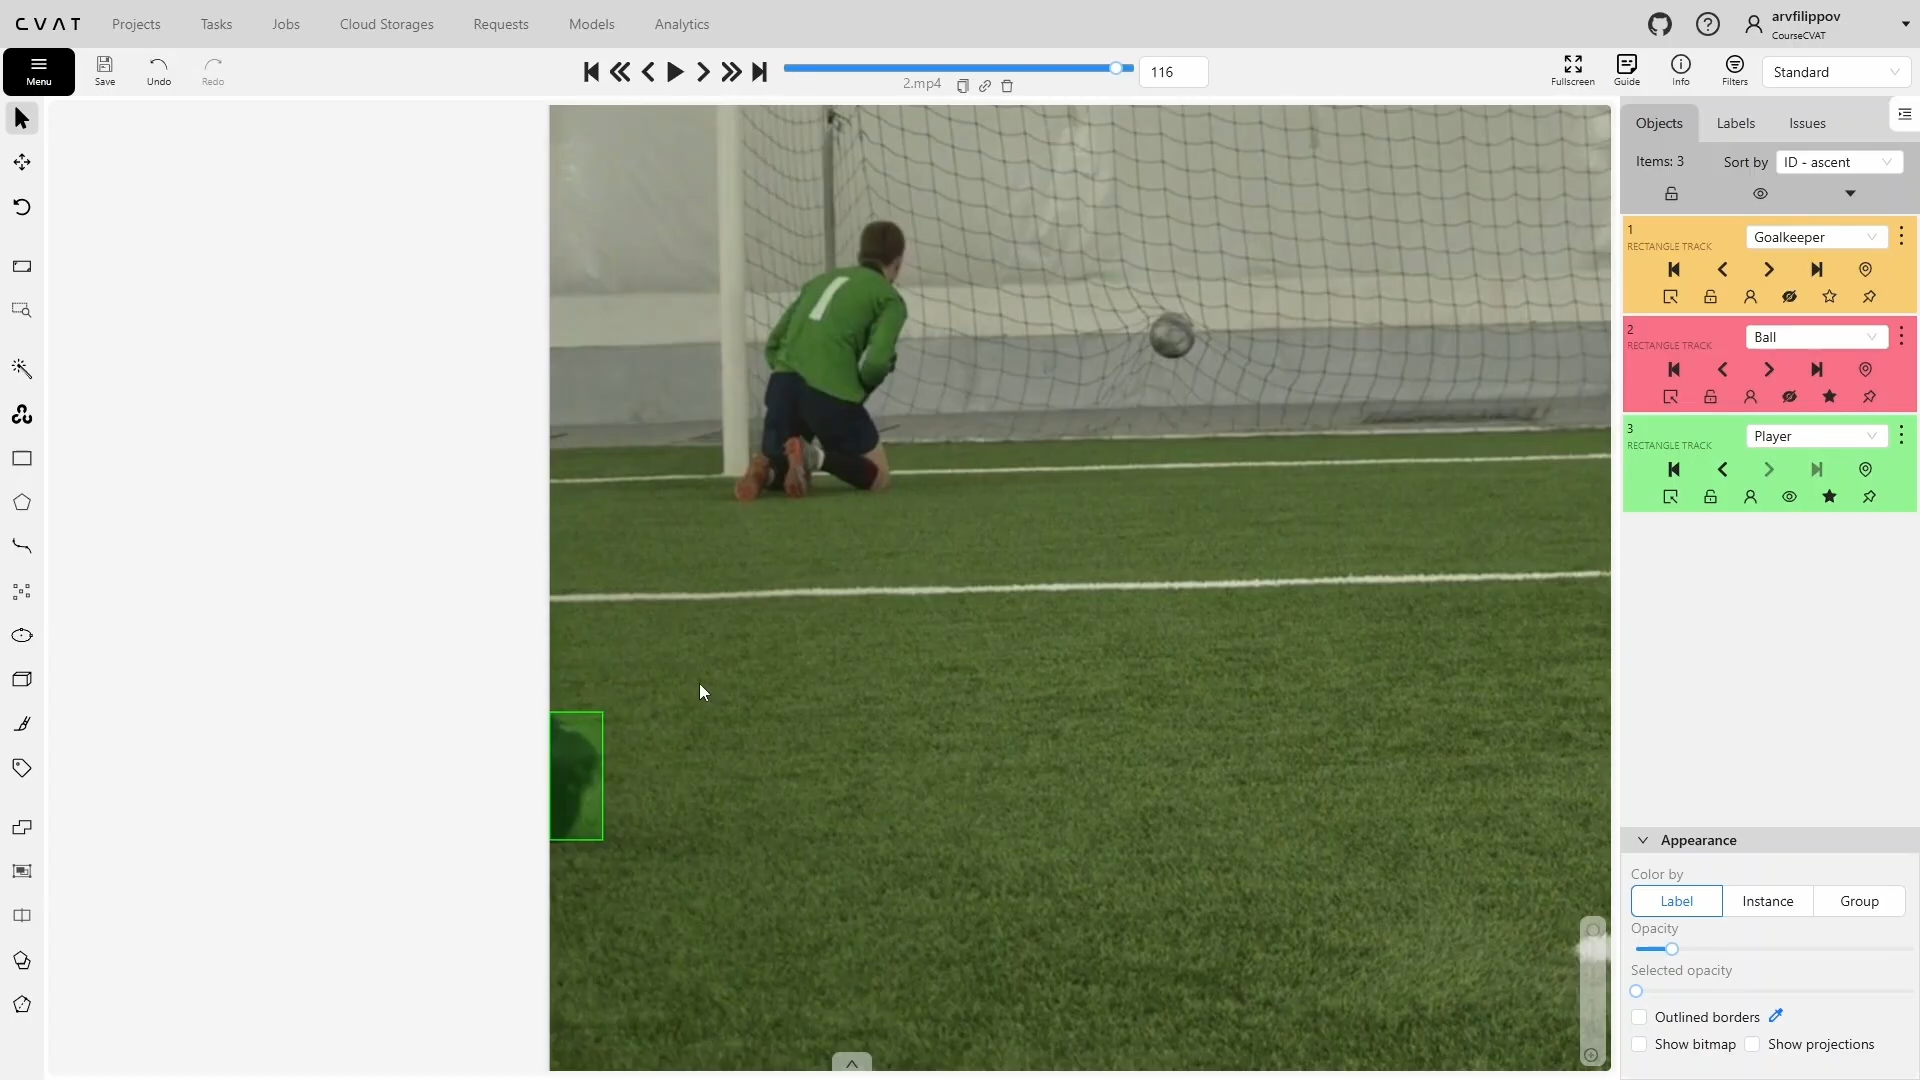 CVAT Projects Tasks Jobs Cloud Storages Requests Models Analytics arvfilippov
CourseCVAT
Menu Save Undo Redo 2.mp4 116 Fullscreen Guide Info Filters Standard
Objects Labels Issues
Items: 3 Sort by ID - ascent
1
RECTANGLE TRACK Goalkeeper
2
RECTANGLE TRACK Ball
3
RECTANGLE TRACK Player
1
Appearance
Color by
Label Instance Group
Opacity
Selected opacity
Outlined borders
Show bitmap Show projections